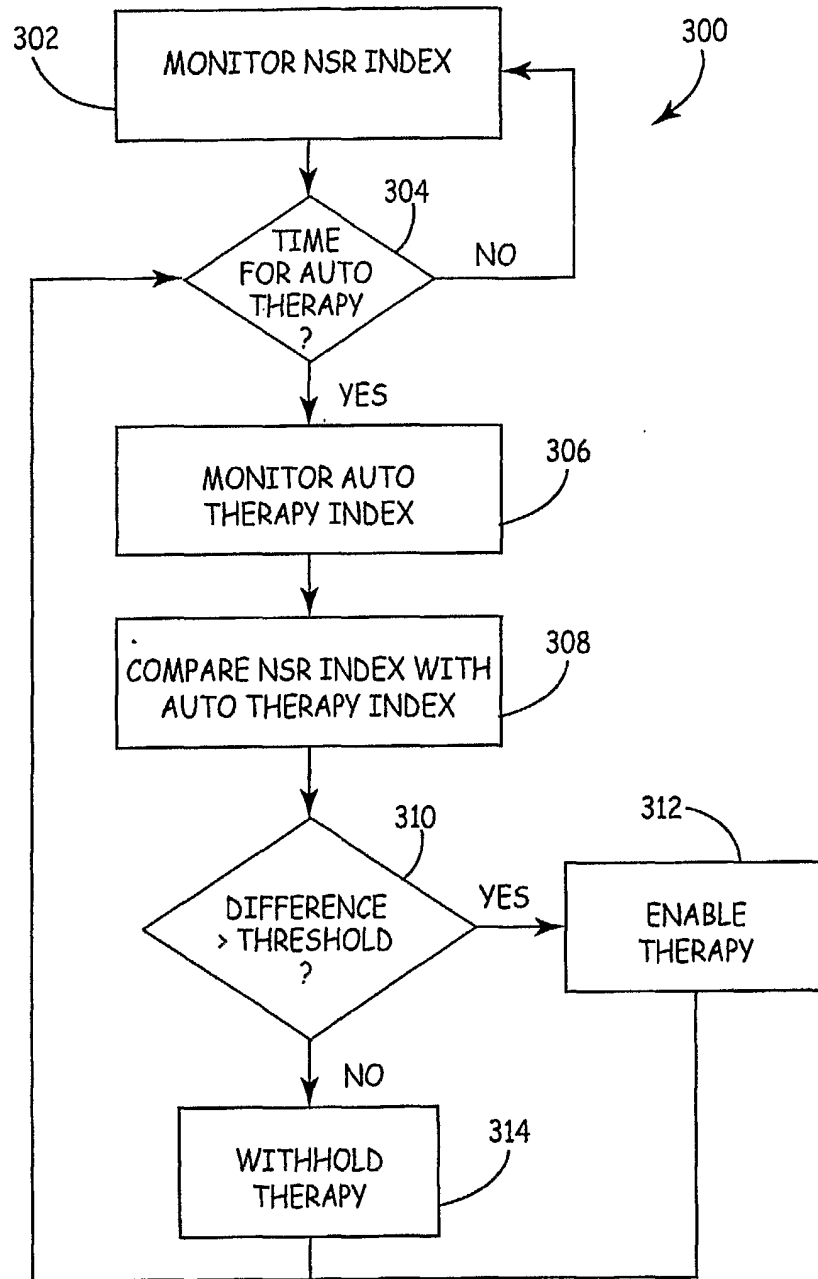 302
MONITOR NSR INDEX
300
304
TIME
FOR AUTO
THERAPY
?
NO
YES
306
MONITOR AUTO
THERAPY INDEX
308
COMPARE NSR INDEX WITH
AUTO THERAPY INDEX
310
312
DIFFERENCE
> THRESHOLD
?
YES
ENABLE
THERAPY
NO
314
WITHHOLD
THERAPY